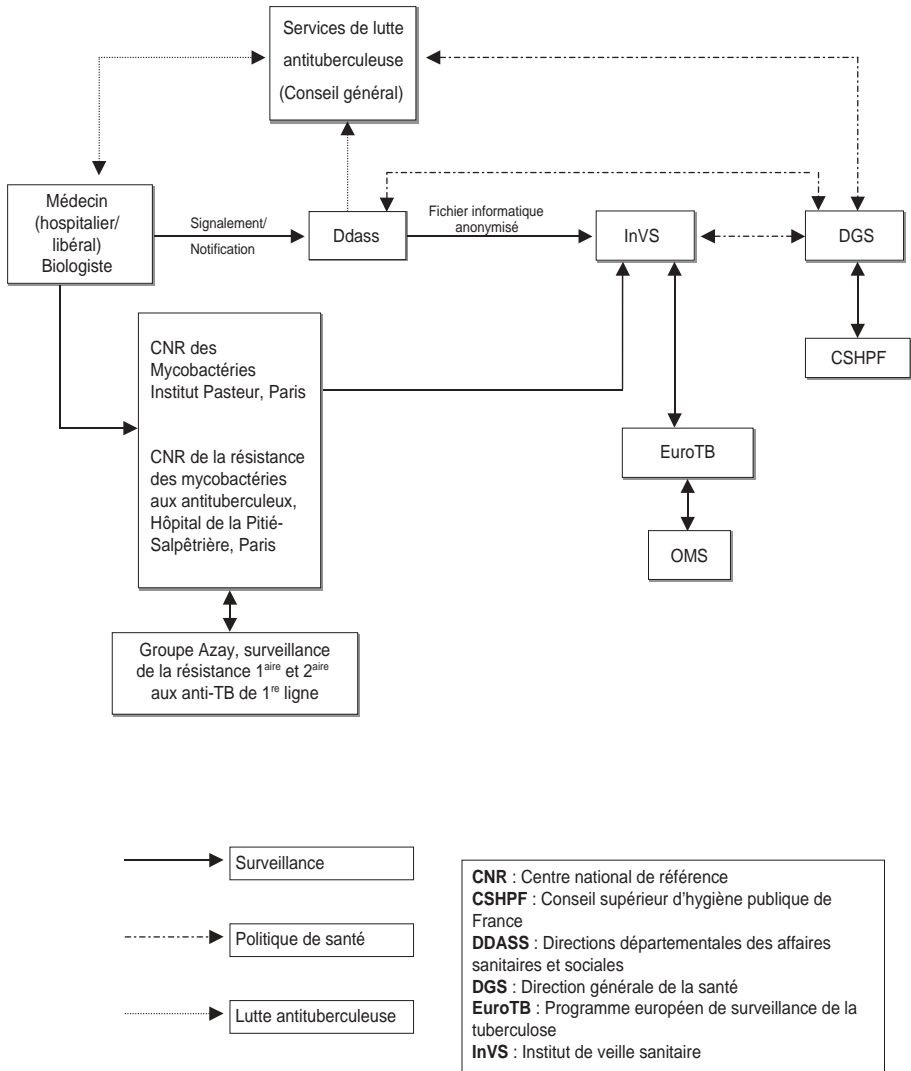 Services de lutte
antituberculeuse
(Conseil général)
Médecin
(hospitalier/
libéral)
Biologiste
Signalement/
Notification
Ddass
Fichier informatique
anonymisé
InVS
DGS
CSHPF
CNR des
Mycobactéries
Institut Pasteur, Paris
CNR de la résistance
des mycobactéries
aux antituberculeux,
Hôpital de la Pitié-
Salpêtrière, Paris
EuroTB
OMS
Groupe Azay, surveillance
de la résistance 1aire et 2aire
aux anti-TB de 1re ligne
Surveillance
Politique de santé
Lutte antituberculeuse
CNR : Centre national de référence
CSHPF : Conseil supérieur d'hygiène publique de
France
DDASS : Directions départementales des affaires
sanitaires et sociales
DGS : Direction générale de la santé
EuroTB : Programme européen de surveillance de la
tuberculose
InVS : Institut de veille sanitaire